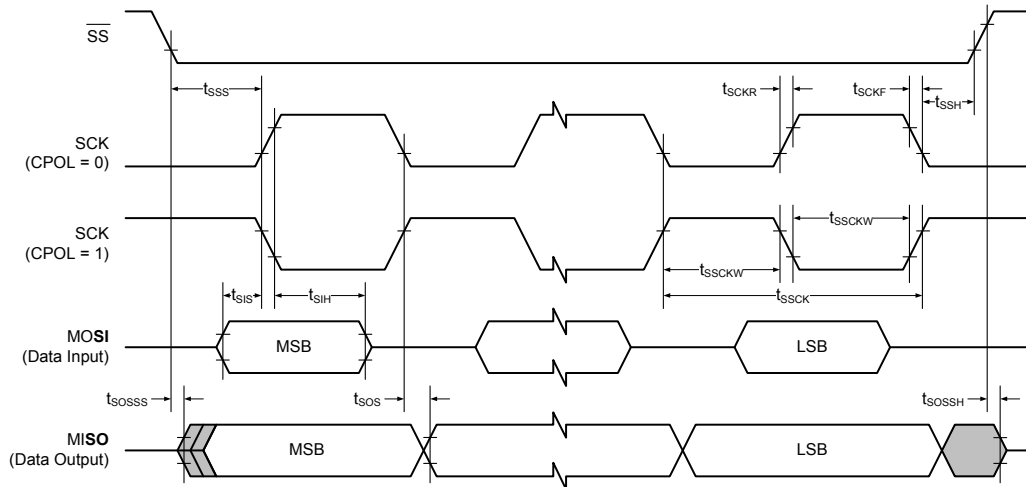 SS
tSSS
tSCKR
tSCKF
tSSH
SCK
(CPOL = 0)
SCK
(CPOL = 1)
tSSCKW
tSSCKW
tSIS
tSIH
tSSCK
MOSI
(Data Input)
MSB
LSB
tSOSSS
tSOS
tSOSSH
MISO
(Data Output)
MSB
LSB